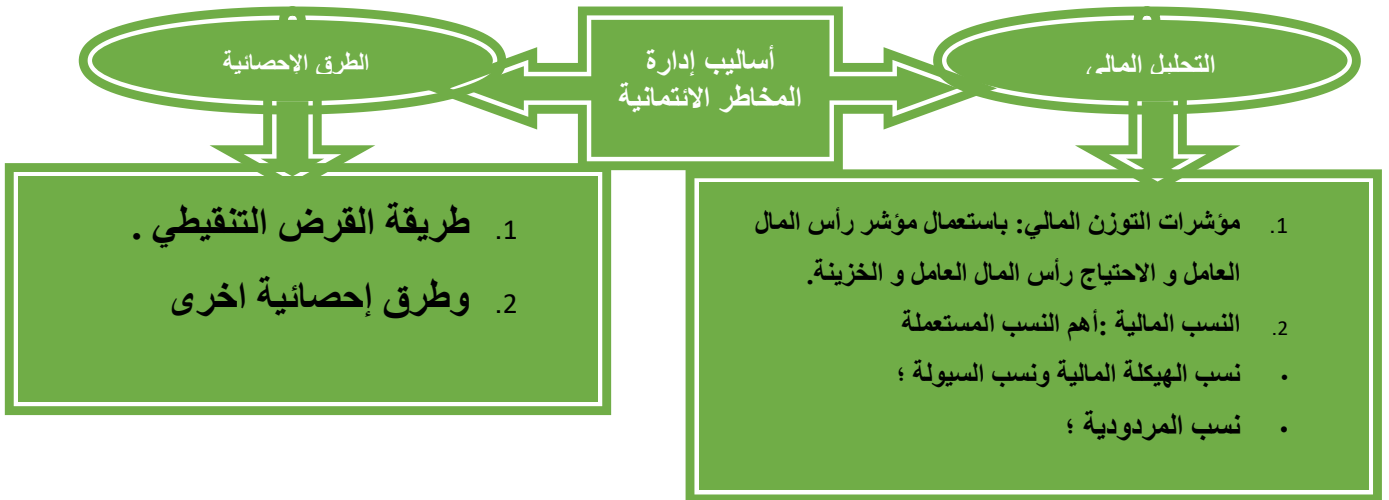 أساليب إدارة
المخاطر الائتمانية
التحليل المالي
الطرق الإحصائية
1. مؤشرات التوزن المالي: باستعمال مؤشر رأس المال
العامل و الاحتياج رأس المال العامل و الخزينة.
2. النسب المالية :أهم النسب المستعملة
• نسب الهيكلة المالية ونسب السيولة ؛
• نسب المردودية ؛
1. طريقة القرض التنقيطي .
2. وطرق إحصائية اخرى